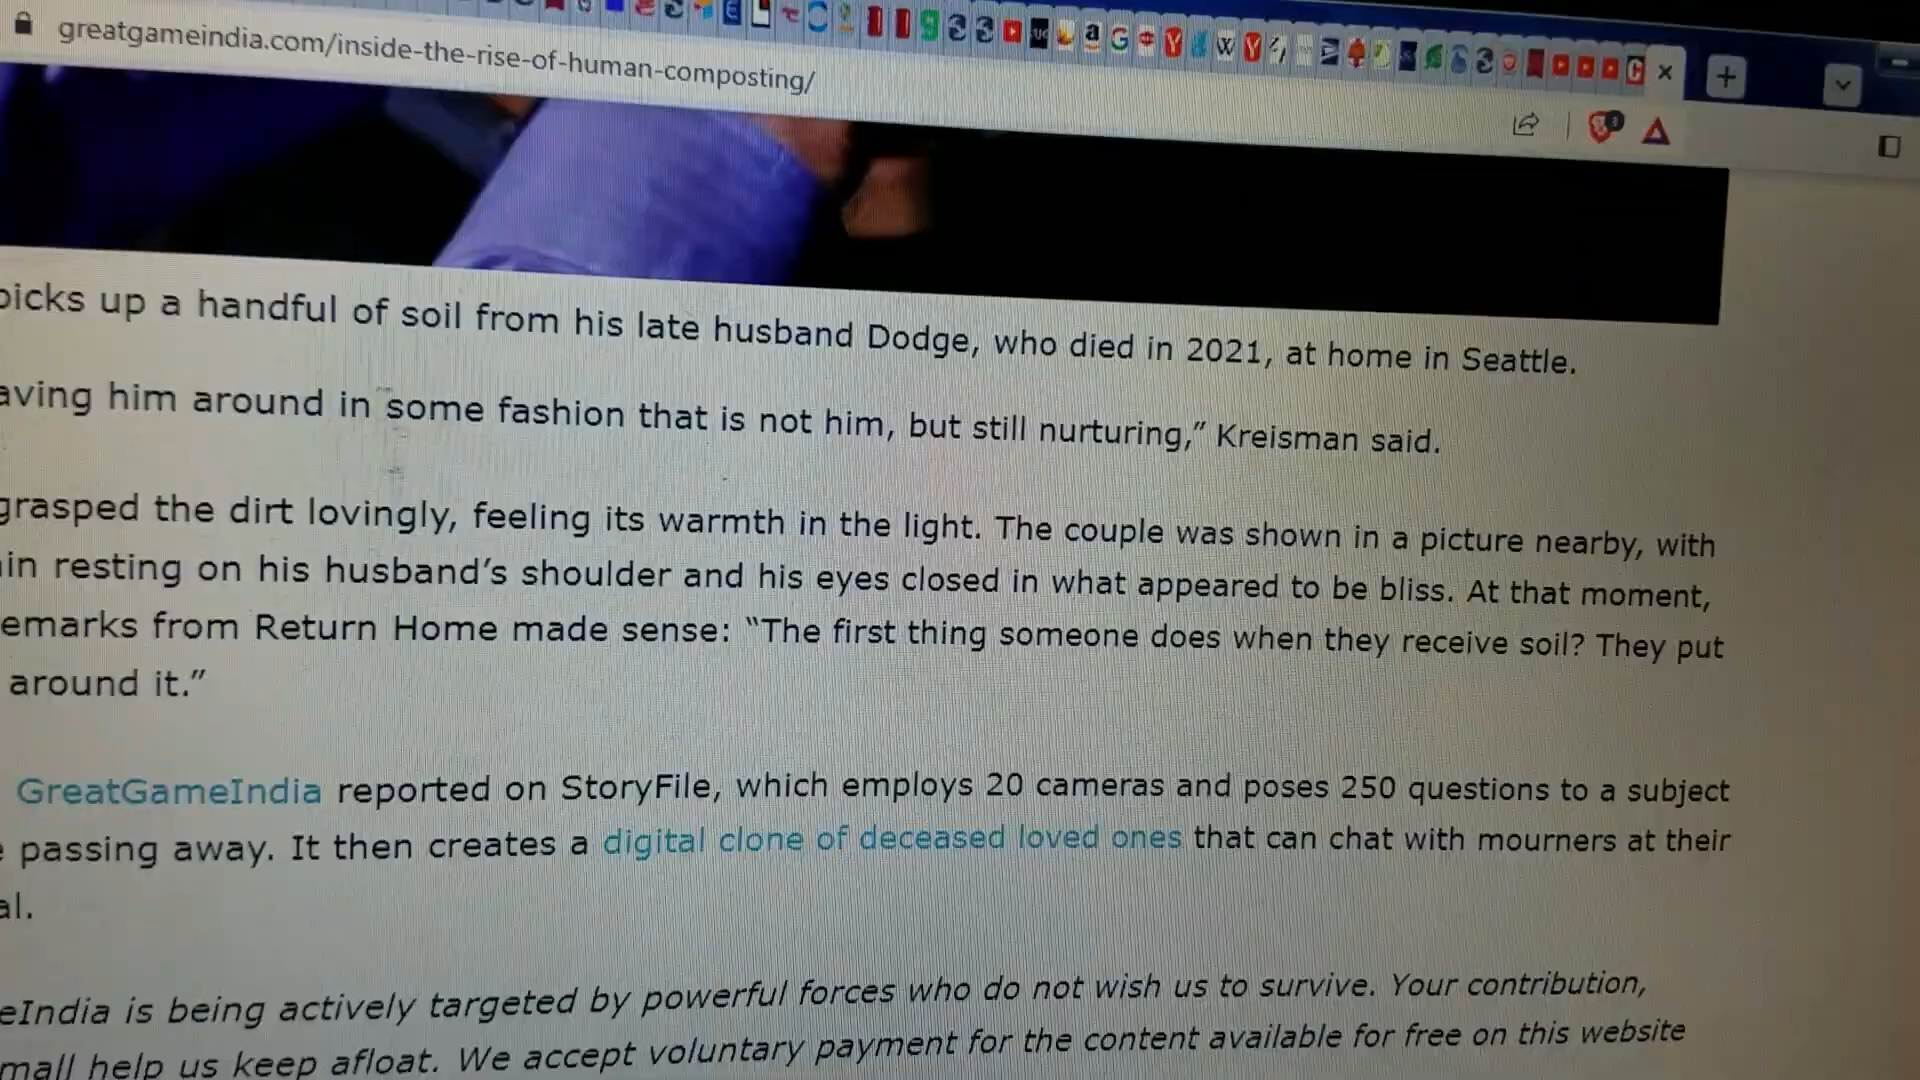 greatgameindia.com/inside-the-rise-of-human-composting/
picks up a handful of soil from his late husband Dodge, who died in 2021, at home in Seattle.
aving him around in some fashion that is not him, but still nurturing,” Kreisman said.
grasped the dirt lovingly, feeling its warmth in the light. The couple was shown in a picture nearby, with
in resting on his husband’s shoulder and his eyes closed in what appeared to be bliss. At that moment,
emarks from Return Home made sense: “The first thing someone does when they receive soil? They put
around it.”
GreatGameIndia reported on StoryFile, which employs 20 cameras and poses 250 questions to a subject
passing away. It then creates a digital clone of deceased loved ones that can chat with mourners at their
al.
eIndia is being actively targeted by powerful forces who do not wish us to survive. Your contribution,
mall help us keep afloat. We accept voluntary payment for the content available for free on this website